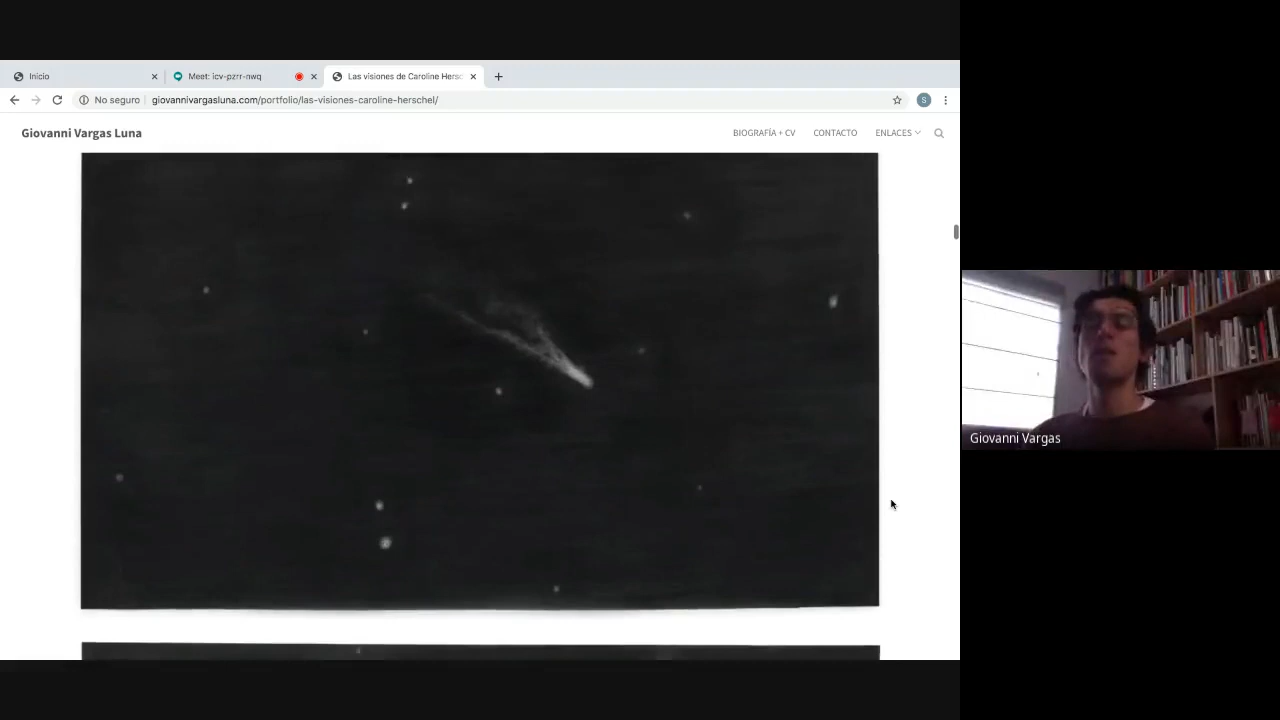 Inicio
Meet: icv-pzrr-nwq
Las visiones de Caroline Hersc
No seguro
giovannivargasluna.com/portfolio/las-visiones-caroline-herschel/
S
Giovanni Vargas Luna
BIOGRAFÍA + CV
CONTACTO
ENLACES
Giovanni Vargas